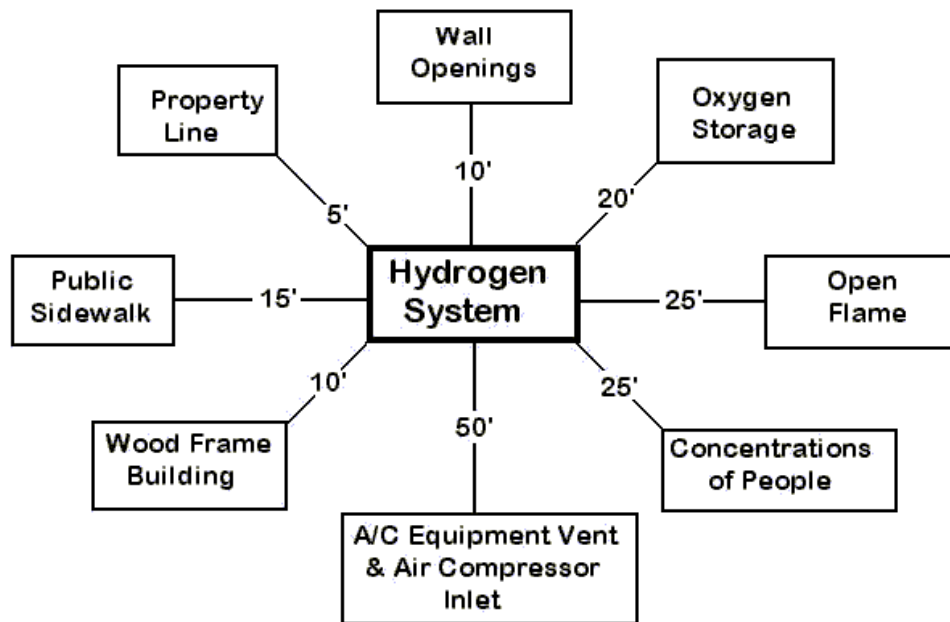 Wall
Openings
Property
Line
Oxygen
Storage
10'
20'
5'
Hydrogen
System
Public
Sidewalk
15'
25'
Open
Flame
10'
25'
50'
Wood Frame
Building
Concentrations
of People
A/C Equipment Vent
& Air Compressor
Inlet